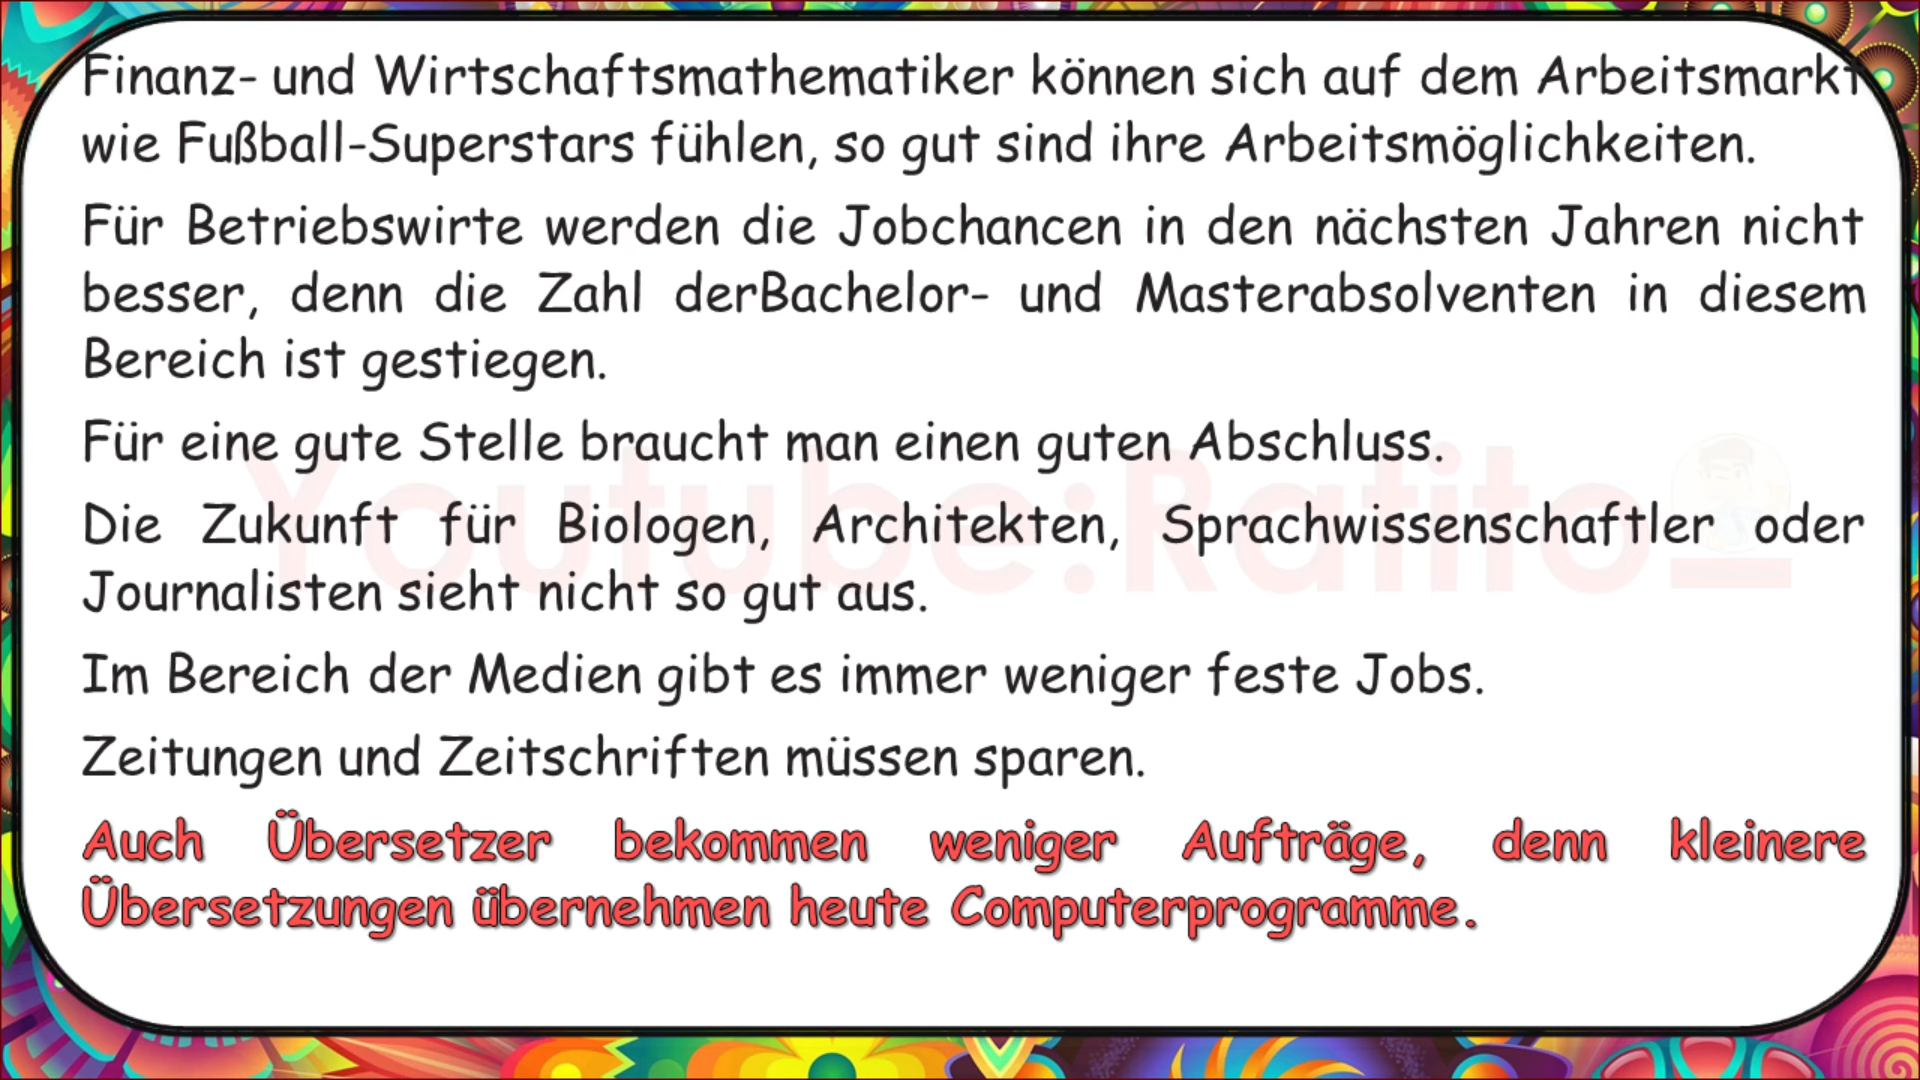 Finanz- und Wirtschaftsmathematiker können sich auf dem Arbeitsmarkt
wie Fußball-Superstars fühlen, so gut sind ihre Arbeitsmöglichkeiten.
Für Betriebswirte werden die Jobchancen in den nächsten Jahren nicht
besser, denn die Zahl derBachelor- und Masterabsolventen in diesem
Bereich ist gestiegen.
Für eine gute Stelle braucht man einen guten Abschluss.
Youtube:Ratito
Die Zukunft für Biologen, Architekten, Sprachwissenschaftler oder
Journalisten sieht nicht so gut aus.
Im Bereich der Medien gibt es immer weniger feste Jobs.
Zeitungen und Zeitschriften müssen sparen.
Auch Übersetzer bekommen weniger Aufträge, denn kleinere
Übersetzungen übernehmen heute Computerprogramme.